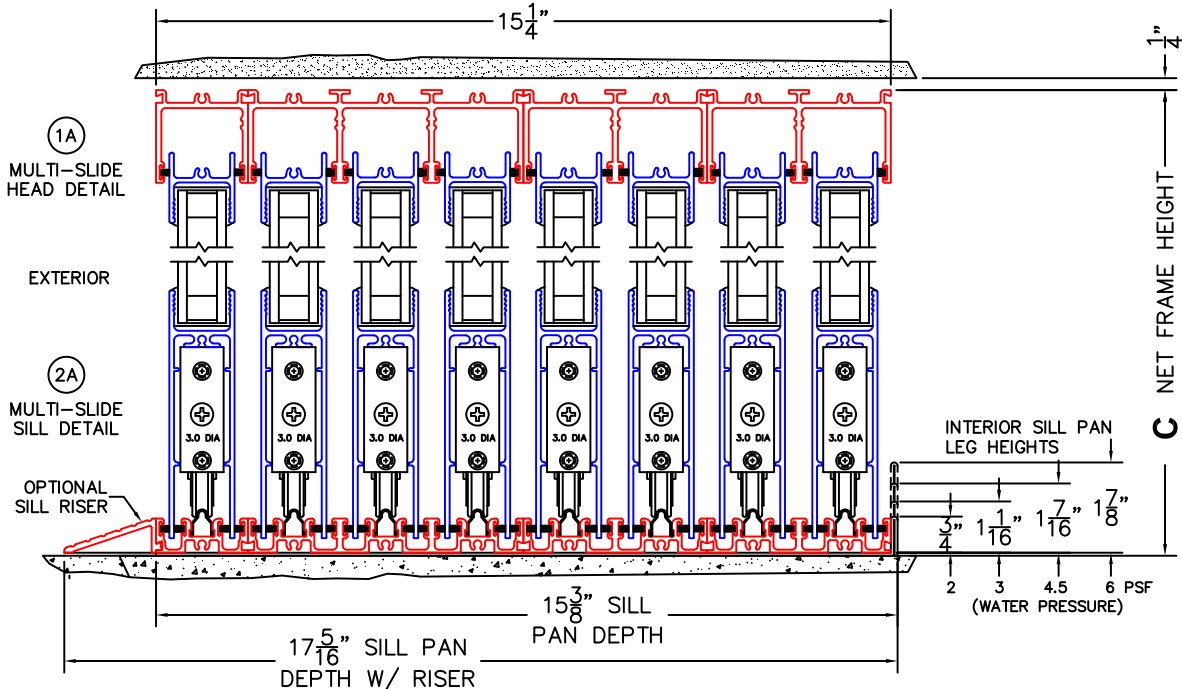 15 1/4"
1/4"
1A
MULTI-SLIDE
HEAD DETAIL
EXTERIOR
2A
MULTI-SLIDE
SILL DETAIL
OPTIONAL
SILL RISER
3.0 DIA
3.0 DIA
3.0 DIA
3.0 DIA
3.0 DIA
3.0 DIA
3.0 DIA
3.0 DIA
C NET FRAME HEIGHT
INTERIOR SILL PAN
LEG HEIGHTS
3/4"
1 1/16"
1 7/16"
1 7/8"
2 3 4.5 6 PSF
(WATER PRESSURE)
15 3/8" SILL
PAN DEPTH
17 5/16" SILL PAN
DEPTH W/ RISER